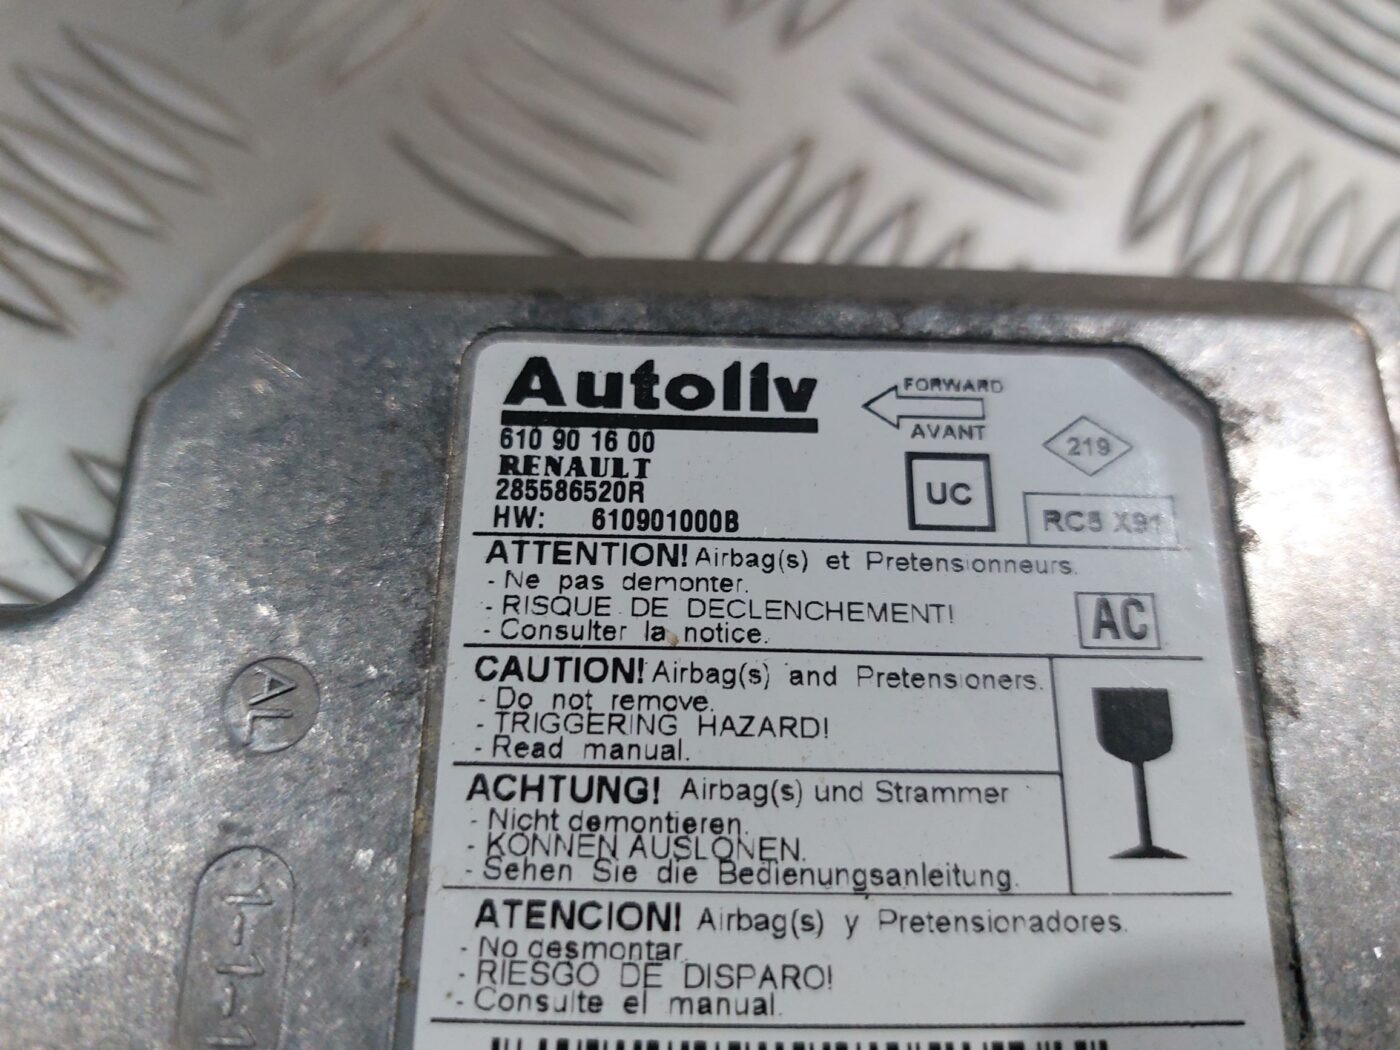 Autoliv
610 90 16 00
RENAULT
285586520R
HW: 610901000B
FORWARD
AVANT
219
UC
RC5 X91
ATTENTION! Airbag(s) et Pretensionneurs.
- Ne pas demonter.
- RISQUE DE DECLENCHEMENT!
- Consulter la notice.
AC
CAUTION! Airbag(s) and Pretensioners.
- Do not remove.
- TRIGGERING HAZARD!
- Read manual.
ACHTUNG! Airbag(s) und Strammer
- Nicht demontieren.
- KONNEN AUSLONEN.
- Sehen Sie die Bedienungsanleitung.
ATENCION! Airbag(s) y Pretensionadores.
- No desmontar.
- RIESGO DE DISPARO!
- Consulte el manual.
AL
1-1-1